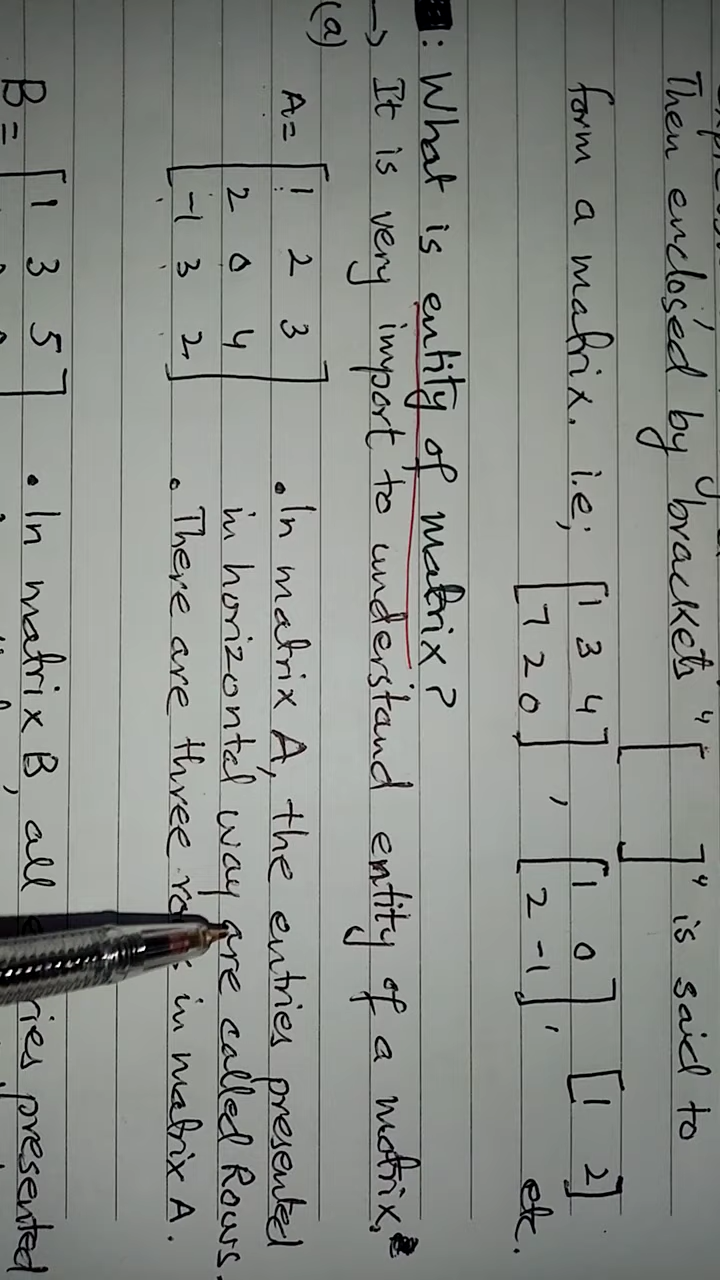 Then enclosed by brackets "[ ]" is said to
form a matrix. i.e; [1 3 4
7 2 0], [1 0
2 -1], [1 2] etc.
: What is entity of matrix?
→ It is very import to understand entity of a matrix.
(a)
A = [1 2 3
2 0 4
-1 3 2]
• In matrix A, the entries presented
in horizontal way are called Rows.
• There are three in matrix A.
B = [1 3 5]
• In matrix B, all presented